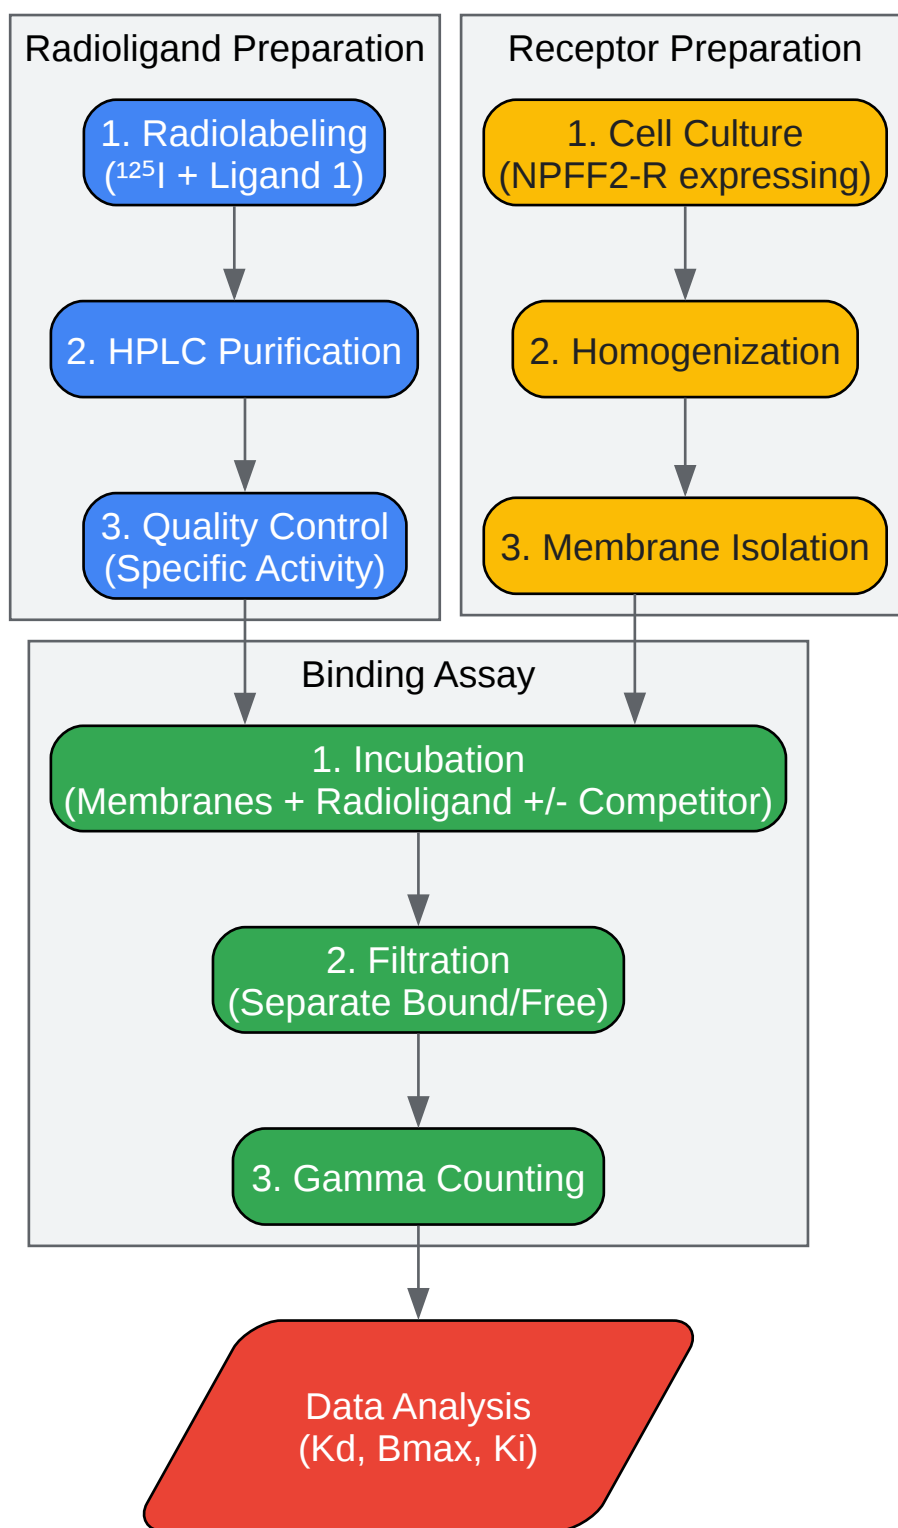 Radioligand Preparation
1. Radiolabeling
(¹²⁵I + Ligand 1)
2. HPLC Purification
3. Quality Control
(Specific Activity)
Receptor Preparation
1. Cell Culture
(NPFF2-R expressing)
2. Homogenization
3. Membrane Isolation
Binding Assay
1. Incubation
(Membranes + Radioligand +/- Competitor)
2. Filtration
(Separate Bound/Free)
3. Gamma Counting
Data Analysis
(Kd, Bmax, Ki)